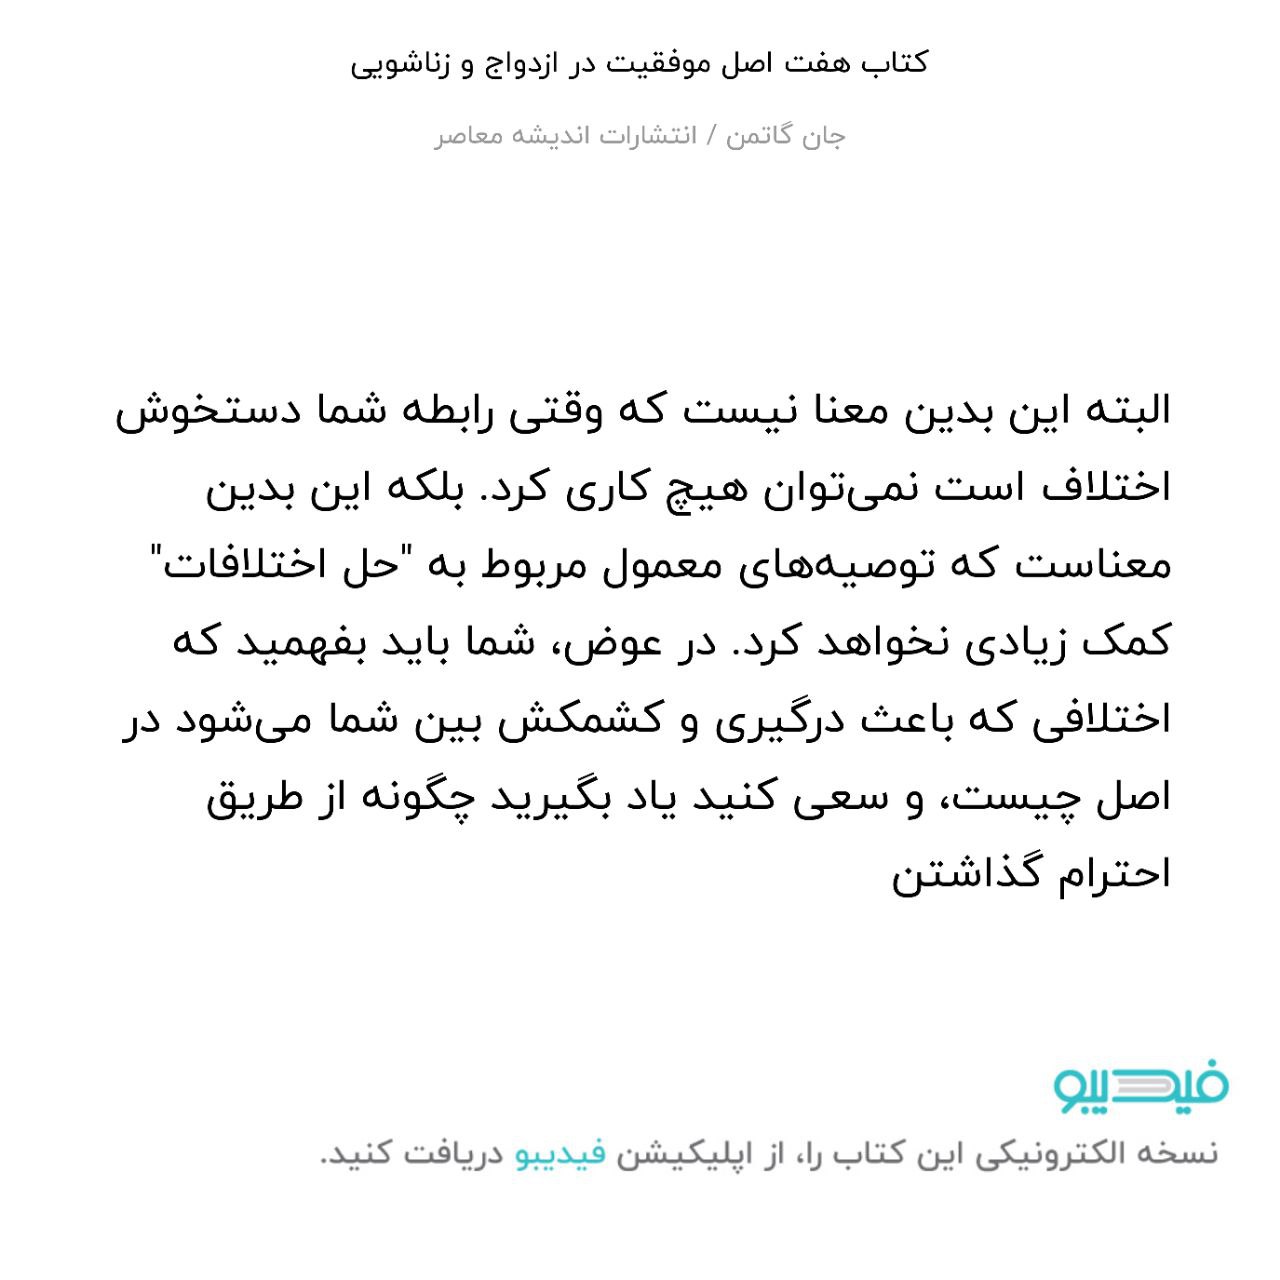 کتاب هفت اصل موفقیت در ازدواج و زناشویی
جان گاتمن / انتشارات اندیشه معاصر
البته این بدین معنا نیست که وقتی رابطه شما دستخوش
اختلاف است نمی‌توان هیچ کاری کرد. بلکه این بدین
معناست که توصیه‌های معمول مربوط به "حل اختلافات"
کمک زیادی نخواهد کرد. در عوض، شما باید بفهمید که
اختلافی که باعث درگیری و کشمکش بین شما می‌شود در
اصل چیست، و سعی کنید یاد بگیرید چگونه از طریق
احترام گذاشتن
فیدیبو
نسخه الکترونیکی این کتاب را، از اپلیکیشن فیدیبو دریافت کنید.